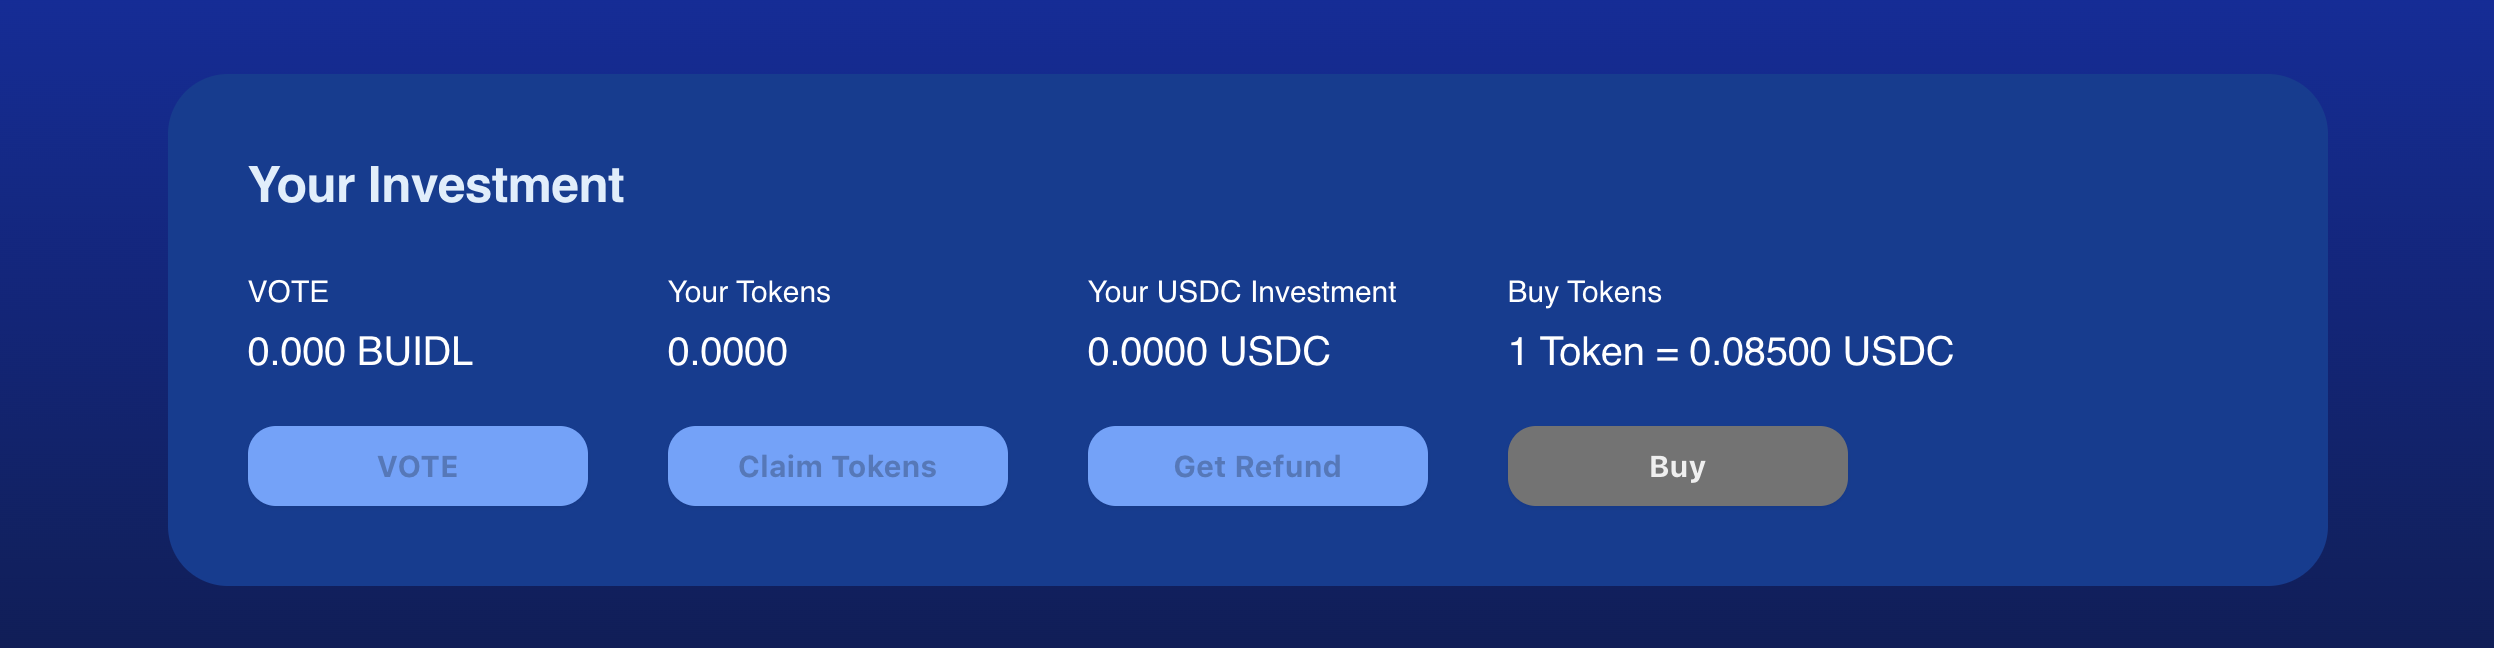 Your Investment
VOTE
0.000 BUIDL
VOTE
Your Tokens
0.0000
Claim Tokens
Your USDC Investment
0.0000 USDC
Get Refund
Buy Tokens
1 Token = 0.08500 USDC
Buy